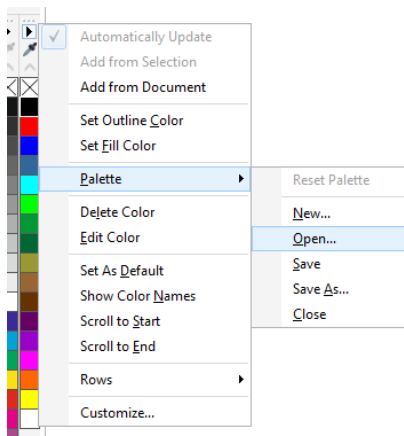 Automatically Update
Add from Selection
Add from Document
Set Outline Color
Set Fill Color
Palette
Delete Color
Edit Color
Set As Default
Show Color Names
Scroll to Start
Scroll to End
Rows
Customize...
Reset Palette
New...
Open...
Save
Save As...
Close